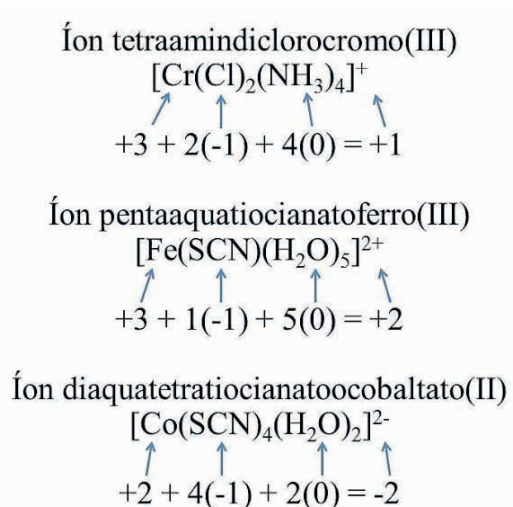 Íon tetraamindiclorocromo(III)
[Cr(Cl)₂(NH₃)₄]⁺
+3 + 2(-1) + 4(0) = +1
Íon pentaaquatiocianatoferro(III)
[Fe(SCN)(H₂O)₅]²⁺
+3 + 1(-1) + 5(0) = +2
Íon diaquatetratiocianatoocobaltato(II)
[Co(SCN)₄(H₂O)₂]²⁻
+2 + 4(-1) + 2(0) = -2